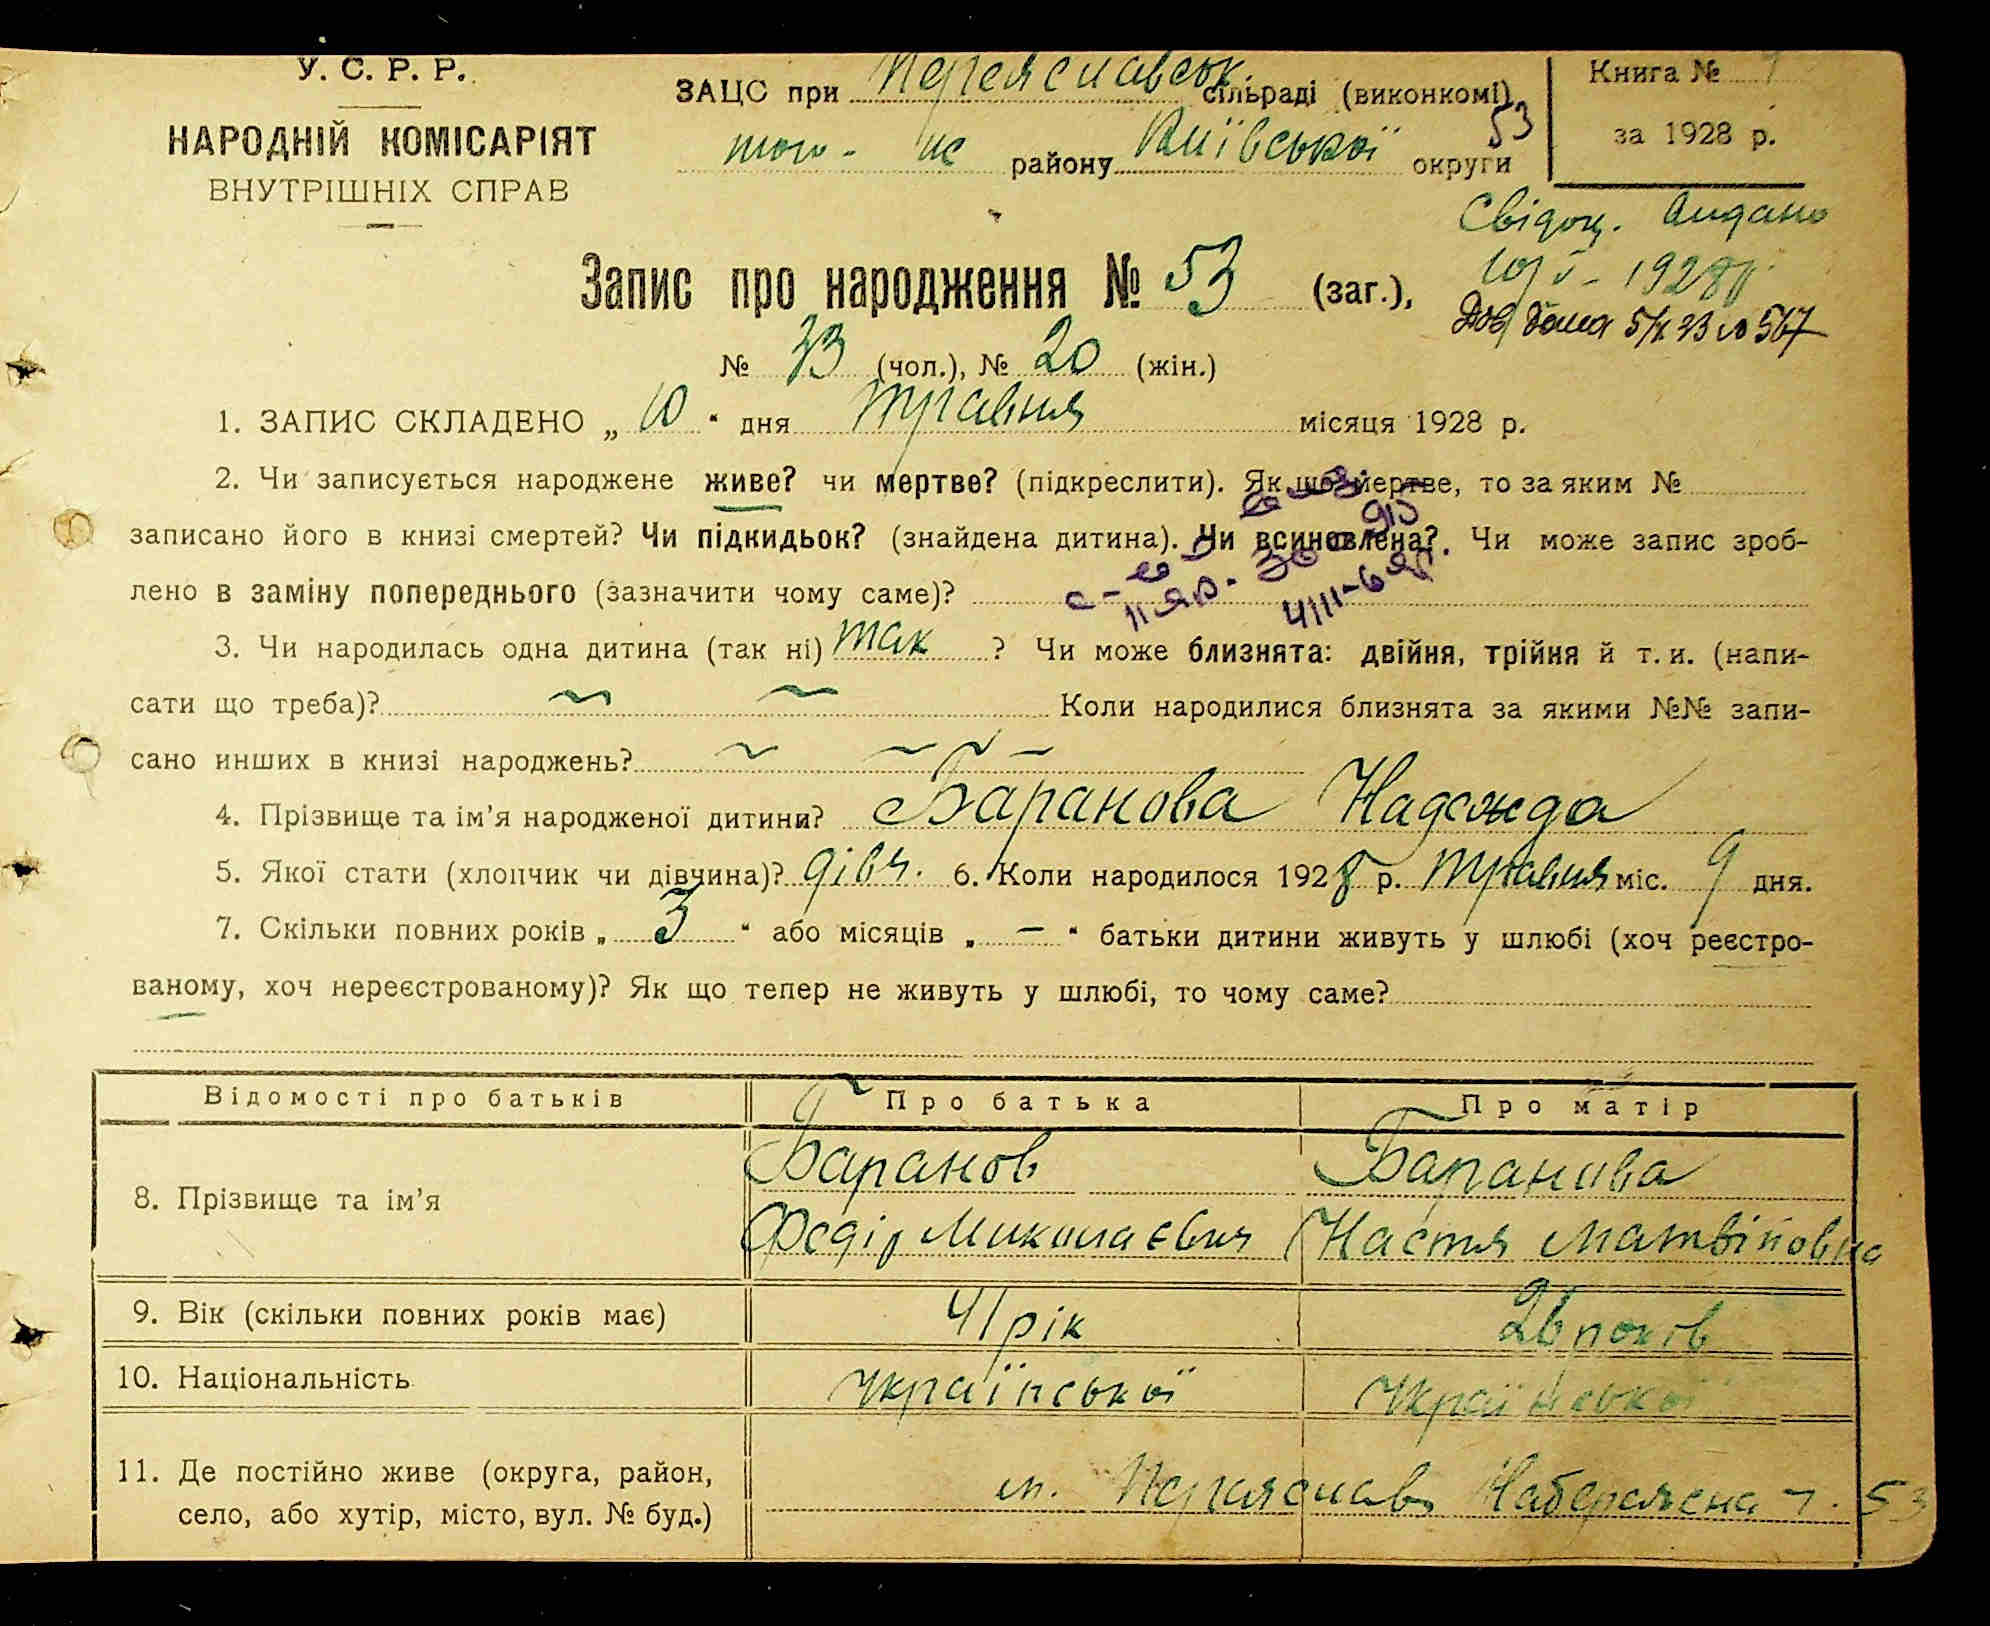 У. С. Р. Р.
НАРОДНІЙ КОМІСАРІЯТ
ВНУТРІШНІХ СПРАВ
ЗАЦС при Переяславськ. сільраді (виконкомі)
того-ж району Київської округи
53
Книга № 1
за 1928 р.
Свідоц. видано
10/V - 1928 р.
Запис про народження № 53 (заг.),
№ 33 (чол.), № 20 (жін.)
1. ЗАПИС СКЛАДЕНО „ 10 “ дня травня місяця 1928 р.
2. Чи записується народжене живе? чи мертве? (підкреслити). Як що мертве, то за яким №
записано його в книзі смертей? Чи підкидьок? (знайдена дитина). Чи всиновлена? Чи може запис зроб-
лено в заміну попереднього (зазначити чому саме)?
3. Чи народилась одна дитина (так ні) так ? Чи може близнята: двійня, трійня й т. и. (напи-
сати що треба)? Коли народилися близнята за якими №№ запи-
сано инших в книзі народжень?
4. Прізвище та ім’я народженої дитини? Баранова Надежда
5. Якої стати (хлопчик чи дівчина)? дівч. 6. Коли народилося 1928 р. травня міс. 9 дня.
7. Скільки повних років „ 3 “ або місяців „ — “ батьки дитини живуть у шлюбі (хоч реєстро-
ваному, хоч нереєстрованому)? Як що тепер не живуть у шлюбі, то чому саме?
Відомості про батьків Про батька Про матір
8. Прізвище та ім’я Баранов Баранова
Федір Миколаєвич Настя Матвійовна
9. Вік (скільки повних років має) 41 рік 26 років
10. Національність української української
11. Де постійно живе (округа, район,
село, або хутір, місто, вул. № буд.) м. Переяслав Набережна 53